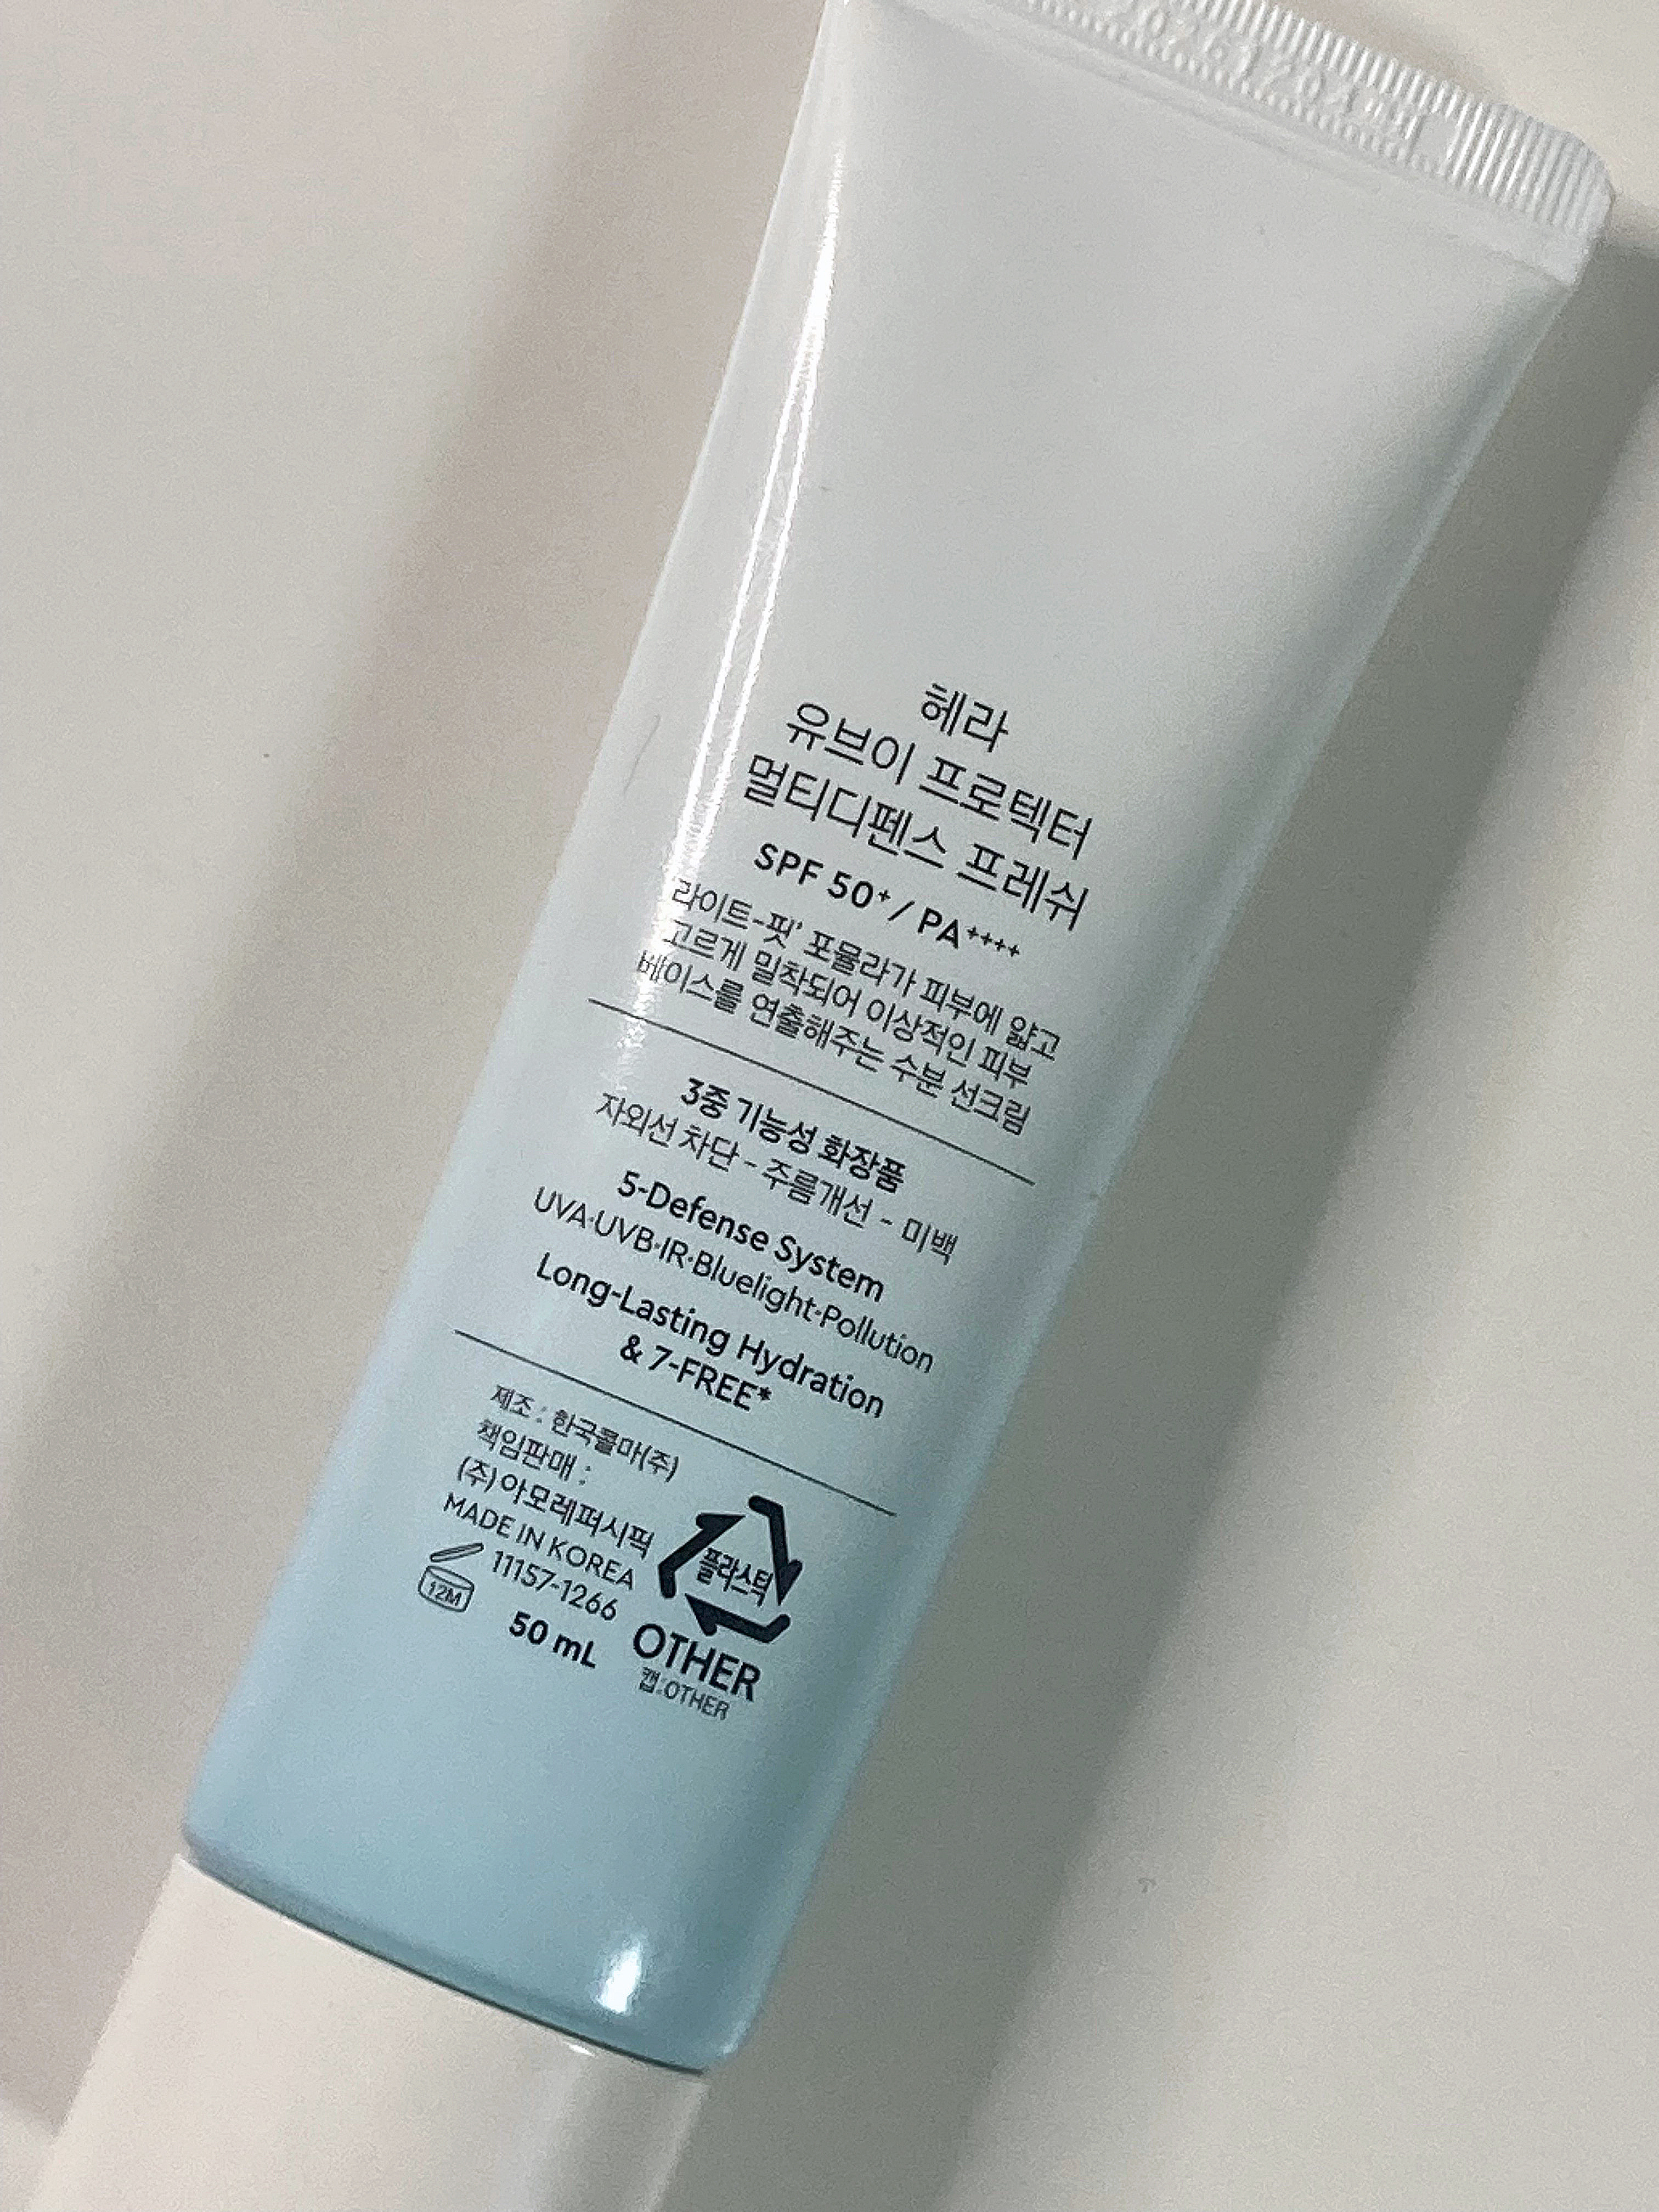 헤라
유브이 프로텍터
멀티디펜스 프레쉬
SPF 50⁺ / PA⁺⁺⁺⁺
라이트-핏' 포뮬라가 피부에 얇고
고르게 밀착되어 이상적인 피부
베이스를 연출해주는 수분 선크림
3중 기능성 화장품
자외선 차단 - 주름개선 - 미백
5-Defense System
UVA·UVB·IR·Bluelight·Pollution
Long-Lasting Hydration
& 7-FREE*
제조 : 한국콜마(주)
책임판매 :
(주)아모레퍼시픽
MADE IN KOREA
11157-1266
12M
50 mL
플라스틱
OTHER
캡:OTHER